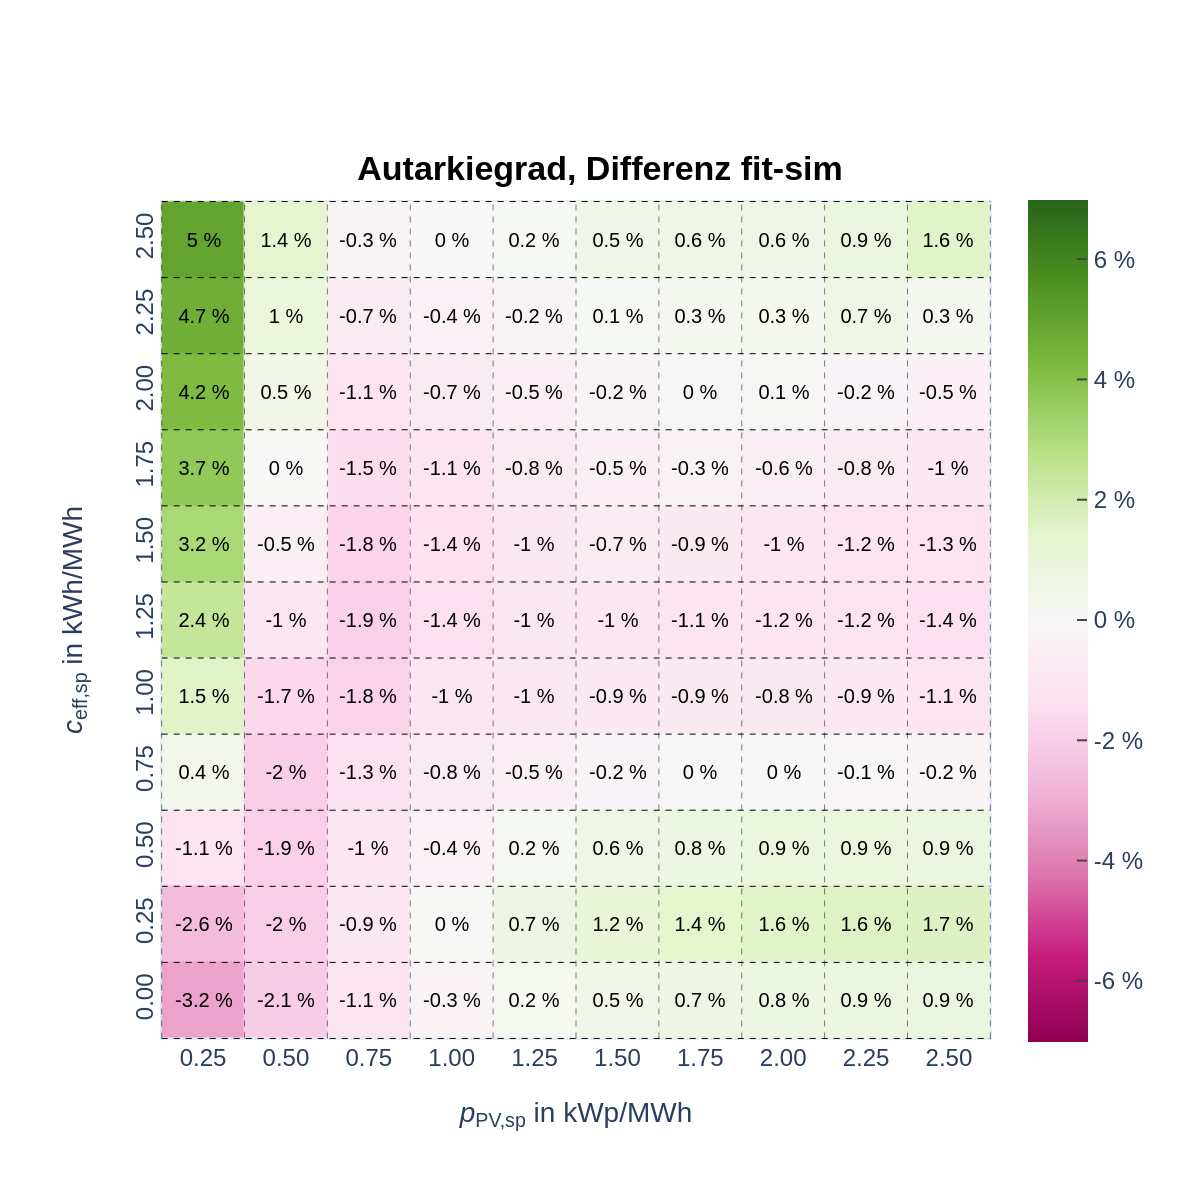 Autarkiegrad, Differenz fit-sim
2.50 5 % 1.4 % -0.3 % 0 % 0.2 % 0.5 % 0.6 % 0.6 % 0.9 % 1.6 %
2.25 4.7 % 1 % -0.7 % -0.4 % -0.2 % 0.1 % 0.3 % 0.3 % 0.7 % 0.3 %
2.00 4.2 % 0.5 % -1.1 % -0.7 % -0.5 % -0.2 % 0 % 0.1 % -0.2 % -0.5 %
1.75 3.7 % 0 % -1.5 % -1.1 % -0.8 % -0.5 % -0.3 % -0.6 % -0.8 % -1 %
1.50 3.2 % -0.5 % -1.8 % -1.4 % -1 % -0.7 % -0.9 % -1 % -1.2 % -1.3 %
1.25 2.4 % -1 % -1.9 % -1.4 % -1 % -1 % -1.1 % -1.2 % -1.2 % -1.4 %
1.00 1.5 % -1.7 % -1.8 % -1 % -1 % -0.9 % -0.9 % -0.8 % -0.9 % -1.1 %
0.75 0.4 % -2 % -1.3 % -0.8 % -0.5 % -0.2 % 0 % 0 % -0.1 % -0.2 %
0.50 -1.1 % -1.9 % -1 % -0.4 % 0.2 % 0.6 % 0.8 % 0.9 % 0.9 % 0.9 %
0.25 -2.6 % -2 % -0.9 % 0 % 0.7 % 1.2 % 1.4 % 1.6 % 1.6 % 1.7 %
0.00 -3.2 % -2.1 % -1.1 % -0.3 % 0.2 % 0.5 % 0.7 % 0.8 % 0.9 % 0.9 %
0.25 0.50 0.75 1.00 1.25 1.50 1.75 2.00 2.25 2.50
pPV,sp in kWp/MWh
ceff,sp in kWh/MWh
6 %
4 %
2 %
0 %
-2 %
-4 %
-6 %